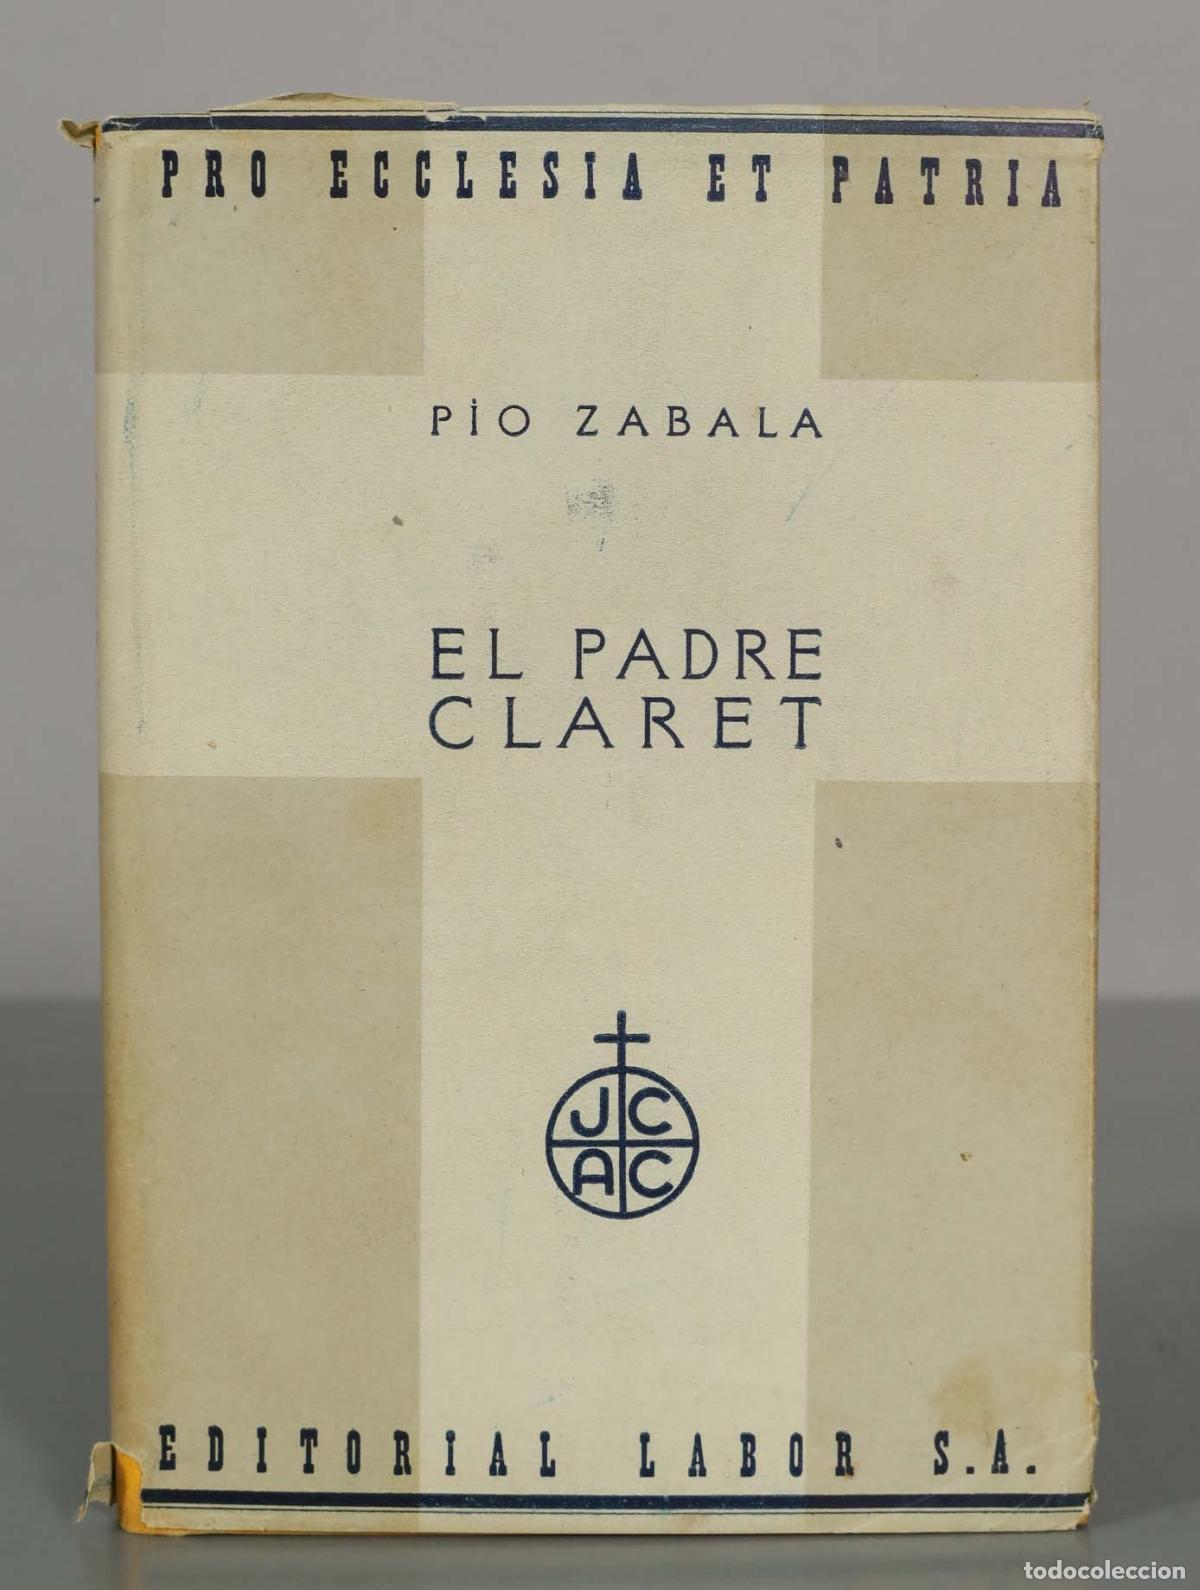 PRO ECCLESIA ET PATRIA
PİO ZABALA
EL PADRE
CLARET
JC
AC
EDITORIAL LABOR S.A.
todocoleccion